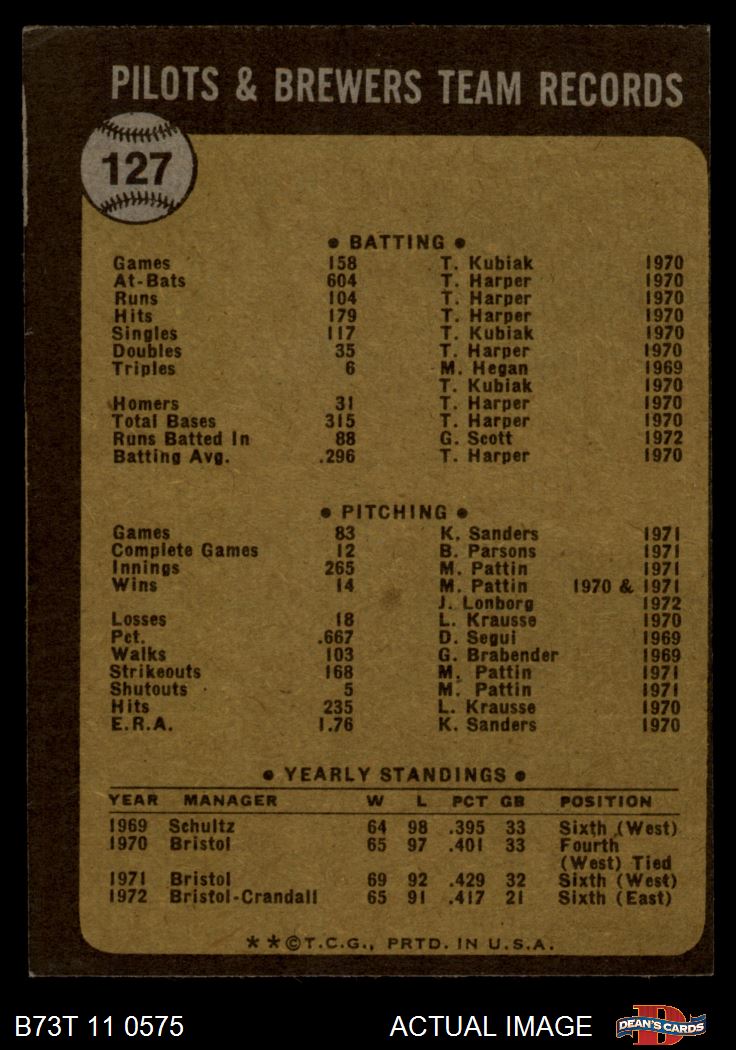 PILOTS & BREWERS TEAM RECORDS
127
• BATTING •
Games 158 T. Kubiak 1970
At-Bats 604 T. Harper 1970
Runs 104 T. Harper 1970
Hits 179 T. Harper 1970
Singles 117 T. Kubiak 1970
Doubles 35 T. Harper 1970
Triples 6 M. Hegan 1969
T. Kubiak 1970
Homers 31 T. Harper 1970
Total Bases 315 T. Harper 1970
Runs Batted In 88 G. Scott 1972
Batting Avg. .296 T. Harper 1970
• PITCHING •
Games 83 K. Sanders 1971
Complete Games 12 B. Parsons 1971
Innings 265 M. Pattin 1971
Wins 14 M. Pattin 1970 & 1971
J. Lonborg 1972
Losses 18 L. Krausse 1970
Pct. .667 D. Segui 1969
Walks 103 G. Brabender 1969
Strikeouts 168 M. Pattin 1971
Shutouts 5 M. Pattin 1971
Hits 235 L. Krausse 1970
E.R.A. 1.76 K. Sanders 1970
• YEARLY STANDINGS •
YEAR MANAGER W L PCT GB POSITION
1969 Schultz 64 98 .395 33 Sixth (West)
1970 Bristol 65 97 .401 33 Fourth
(West) Tied
1971 Bristol 69 92 .429 32 Sixth (West)
1972 Bristol-Crandall 65 91 .417 21 Sixth (East)
* * © T.C.G., PRTD. IN U.S.A.
B73T 11 0575 ACTUAL IMAGE D DEAN'S CARDS